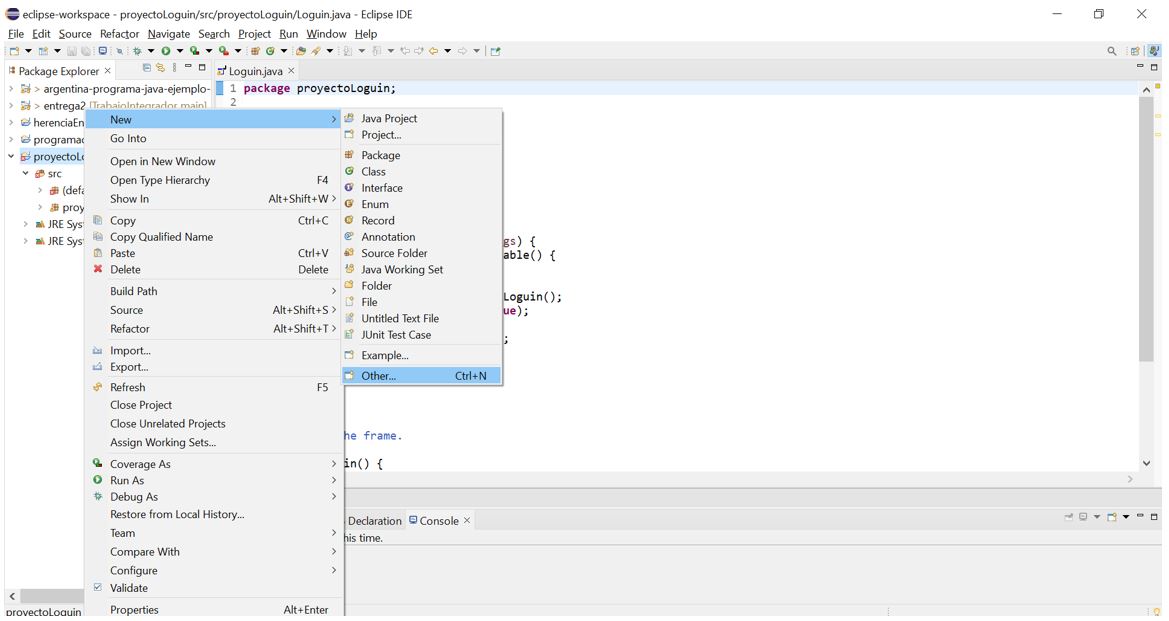 eclipse-workspace - proyectoLoguin/src/proyectoLoguin/Loguin.java - Eclipse IDE
File Edit Source Refactor Navigate Search Project Run Window Help
Package Explorer
Loguin.java
> argentina-programa-java-ejemplo-
> entrega2 [TrabajoIntegrador main]
herenciaEn
programac
proyectoLo
src
(defa
proy
JRE Sys
JRE Sys
1 package proyectoLoguin;
2
gs) {
able() {
Loguin();
ue);
;
he frame.
in() {
New
Go Into
Open in New Window
Open Type Hierarchy F4
Show In Alt+Shift+W
Copy Ctrl+C
Copy Qualified Name
Paste Ctrl+V
Delete Delete
Build Path
Source Alt+Shift+S
Refactor Alt+Shift+T
Import...
Export...
Refresh F5
Close Project
Close Unrelated Projects
Assign Working Sets...
Coverage As
Run As
Debug As
Restore from Local History...
Team
Compare With
Configure
Validate
Properties Alt+Enter
Java Project
Project...
Package
Class
Interface
Enum
Record
Annotation
Source Folder
Java Working Set
Folder
File
Untitled Text File
JUnit Test Case
Example...
Other... Ctrl+N
Declaration Console
his time.
proyectoLoguin